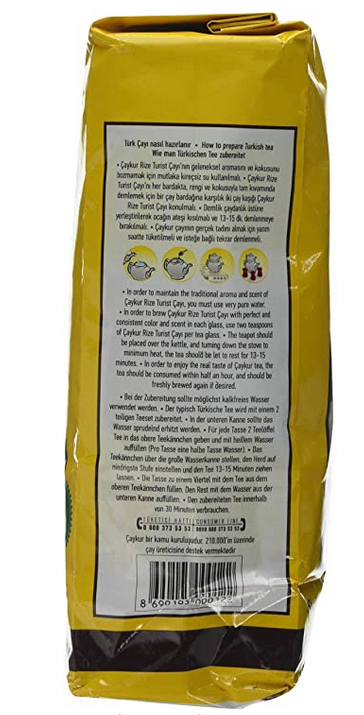 Türk Çayı nasıl hazırlanır • How to prepare Turkish tea
Wie man Türkischen Tee zubereitet
• Çaykur Rize Turist Çayı'nın geleneksel aromasını ve kokusunu
bozmamak için mutlaka kireçsiz su kullanılmalı. • Çaykur Rize
Turist Çayı'nı her bardakta, rengi ve kokusuyla tam kıvamında
demlemek için bir çay bardağına karşılık iki çay kaşığı Çaykur
Rize Turist Çayı konulmalı. • Demlik çaydanlık üstüne
yerleştirilerek ocağın ateşi kısılmalı ve 13-15 dk. demlenmeye
bırakılmalı. • Çaykur çayının gerçek tadını almak için yarım
saatte tüketilmeli ve isteğe bağlı tekrar demlenmeli.
• In order to maintain the traditional aroma and scent of
Çaykur Rize Turist Çayı, you must use very pure water.
• In order to brew Çaykur Rize Turist Çayı with perfect and
consistent color and scent in each glass, use two teaspoons
of Çaykur Rize Turist Çayı per tea glass. • The teapot should
be placed over the kettle, and turning down the stove to
minimum heat, the tea should be let to rest for 13-15
minutes. • In order to enjoy the real taste of Çaykur tea, the
tea should be consumed within half an hour, and should be
freshly brewed again if desired.
• Bei der Zubereitung sollte möglichst kalkfreies Wasser
verwendet werden. • Der typisch Türkische Tee wird mit einem 2
teiligen Teeset zubereitet. • In der unteren Kanne sollte das
Wasser sprudelnd erhitzt werden. • Für jede Tasse 2 Teelöffel
Tee in das obere Teekännchen geben und mit heißem Wasser
auffüllen (Pro Tasse eine halbe Tasse Wasser). • Das
Teekännchen über die große Wasserkanne stellen, den Herd auf
niedrigste Stufe einstellen und den Tee 13-15 Minuten ziehen
lassen. • Die Tasse zu einem Viertel mit dem Tee aus dem
oberen Teekännchen füllen. Den Rest mit dem Wasser aus der
unteren Kanne auffüllen. • Den zubereiteten Tee innerhalb
von 30 Minuten verbrauchen.
TÜKETİCİ HATTI CONSUMER LINE
0 800 273 53 52 0090 800 273 53 52
Çaykur bir kamu kuruluşudur. 210.000'in üzerinde
çay üreticisine destek vermektedir
8 690103